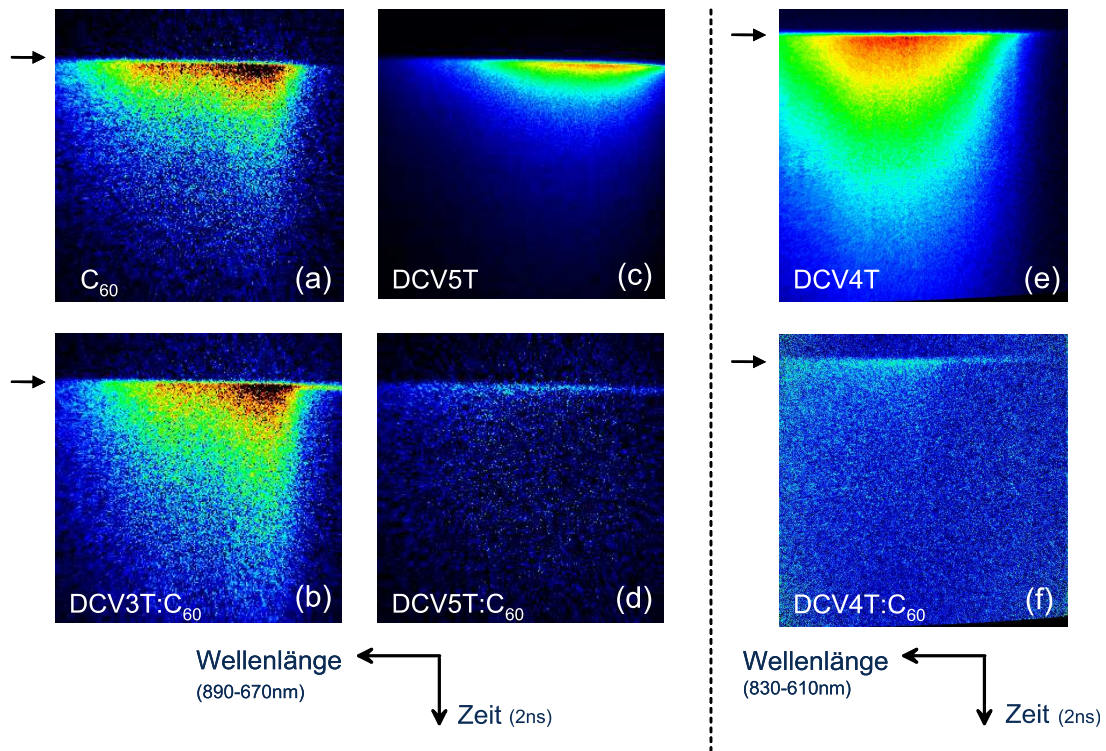 C60 (a)
DCV5T (c)
DCV4T (e)
DCV3T:C60 (b)
DCV5T:C60 (d)
DCV4T:C60 (f)
Wellenlänge
(890-670nm)
Zeit (2ns)
Wellenlänge
(830-610nm)
Zeit (2ns)